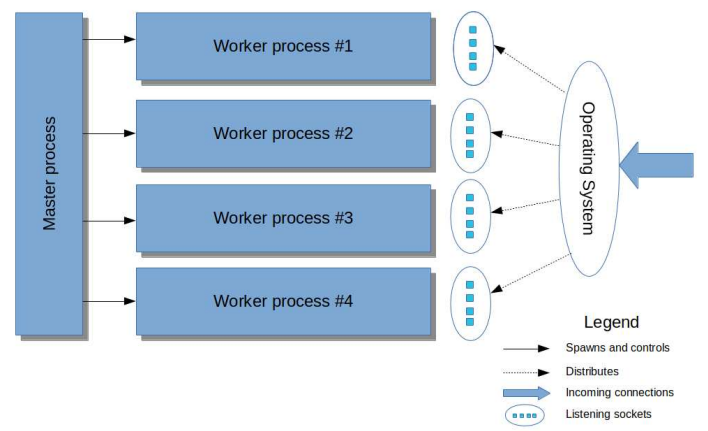 Master process
Worker process #1
Worker process #2
Worker process #3
Worker process #4
Operating System
Legend
Spawns and controls
Distributes
Incoming connections
Listening sockets